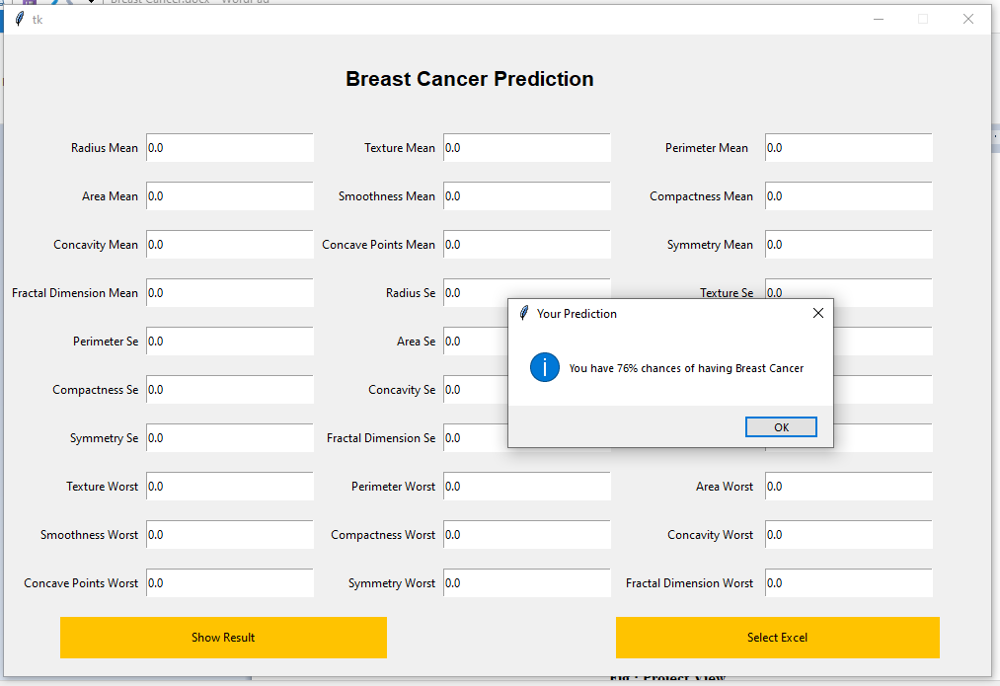 Breast Cancer.docx - WordPad
tk
Breast Cancer Prediction
Radius Mean 0.0 Texture Mean 0.0 Perimeter Mean 0.0
Area Mean 0.0 Smoothness Mean 0.0 Compactness Mean 0.0
Concavity Mean 0.0 Concave Points Mean 0.0 Symmetry Mean 0.0
Fractal Dimension Mean 0.0 Radius Se 0.0 Texture Se 0.0
Your Prediction
Perimeter Se 0.0 Area Se 0.0
You have 76% chances of having Breast Cancer
Compactness Se 0.0 Concavity Se 0.0
OK
Symmetry Se 0.0 Fractal Dimension Se 0.0
Texture Worst 0.0 Perimeter Worst 0.0 Area Worst 0.0
Smoothness Worst 0.0 Compactness Worst 0.0 Concavity Worst 0.0
Concave Points Worst 0.0 Symmetry Worst 0.0 Fractal Dimension Worst 0.0
Show Result Select Excel
Fig : Project View